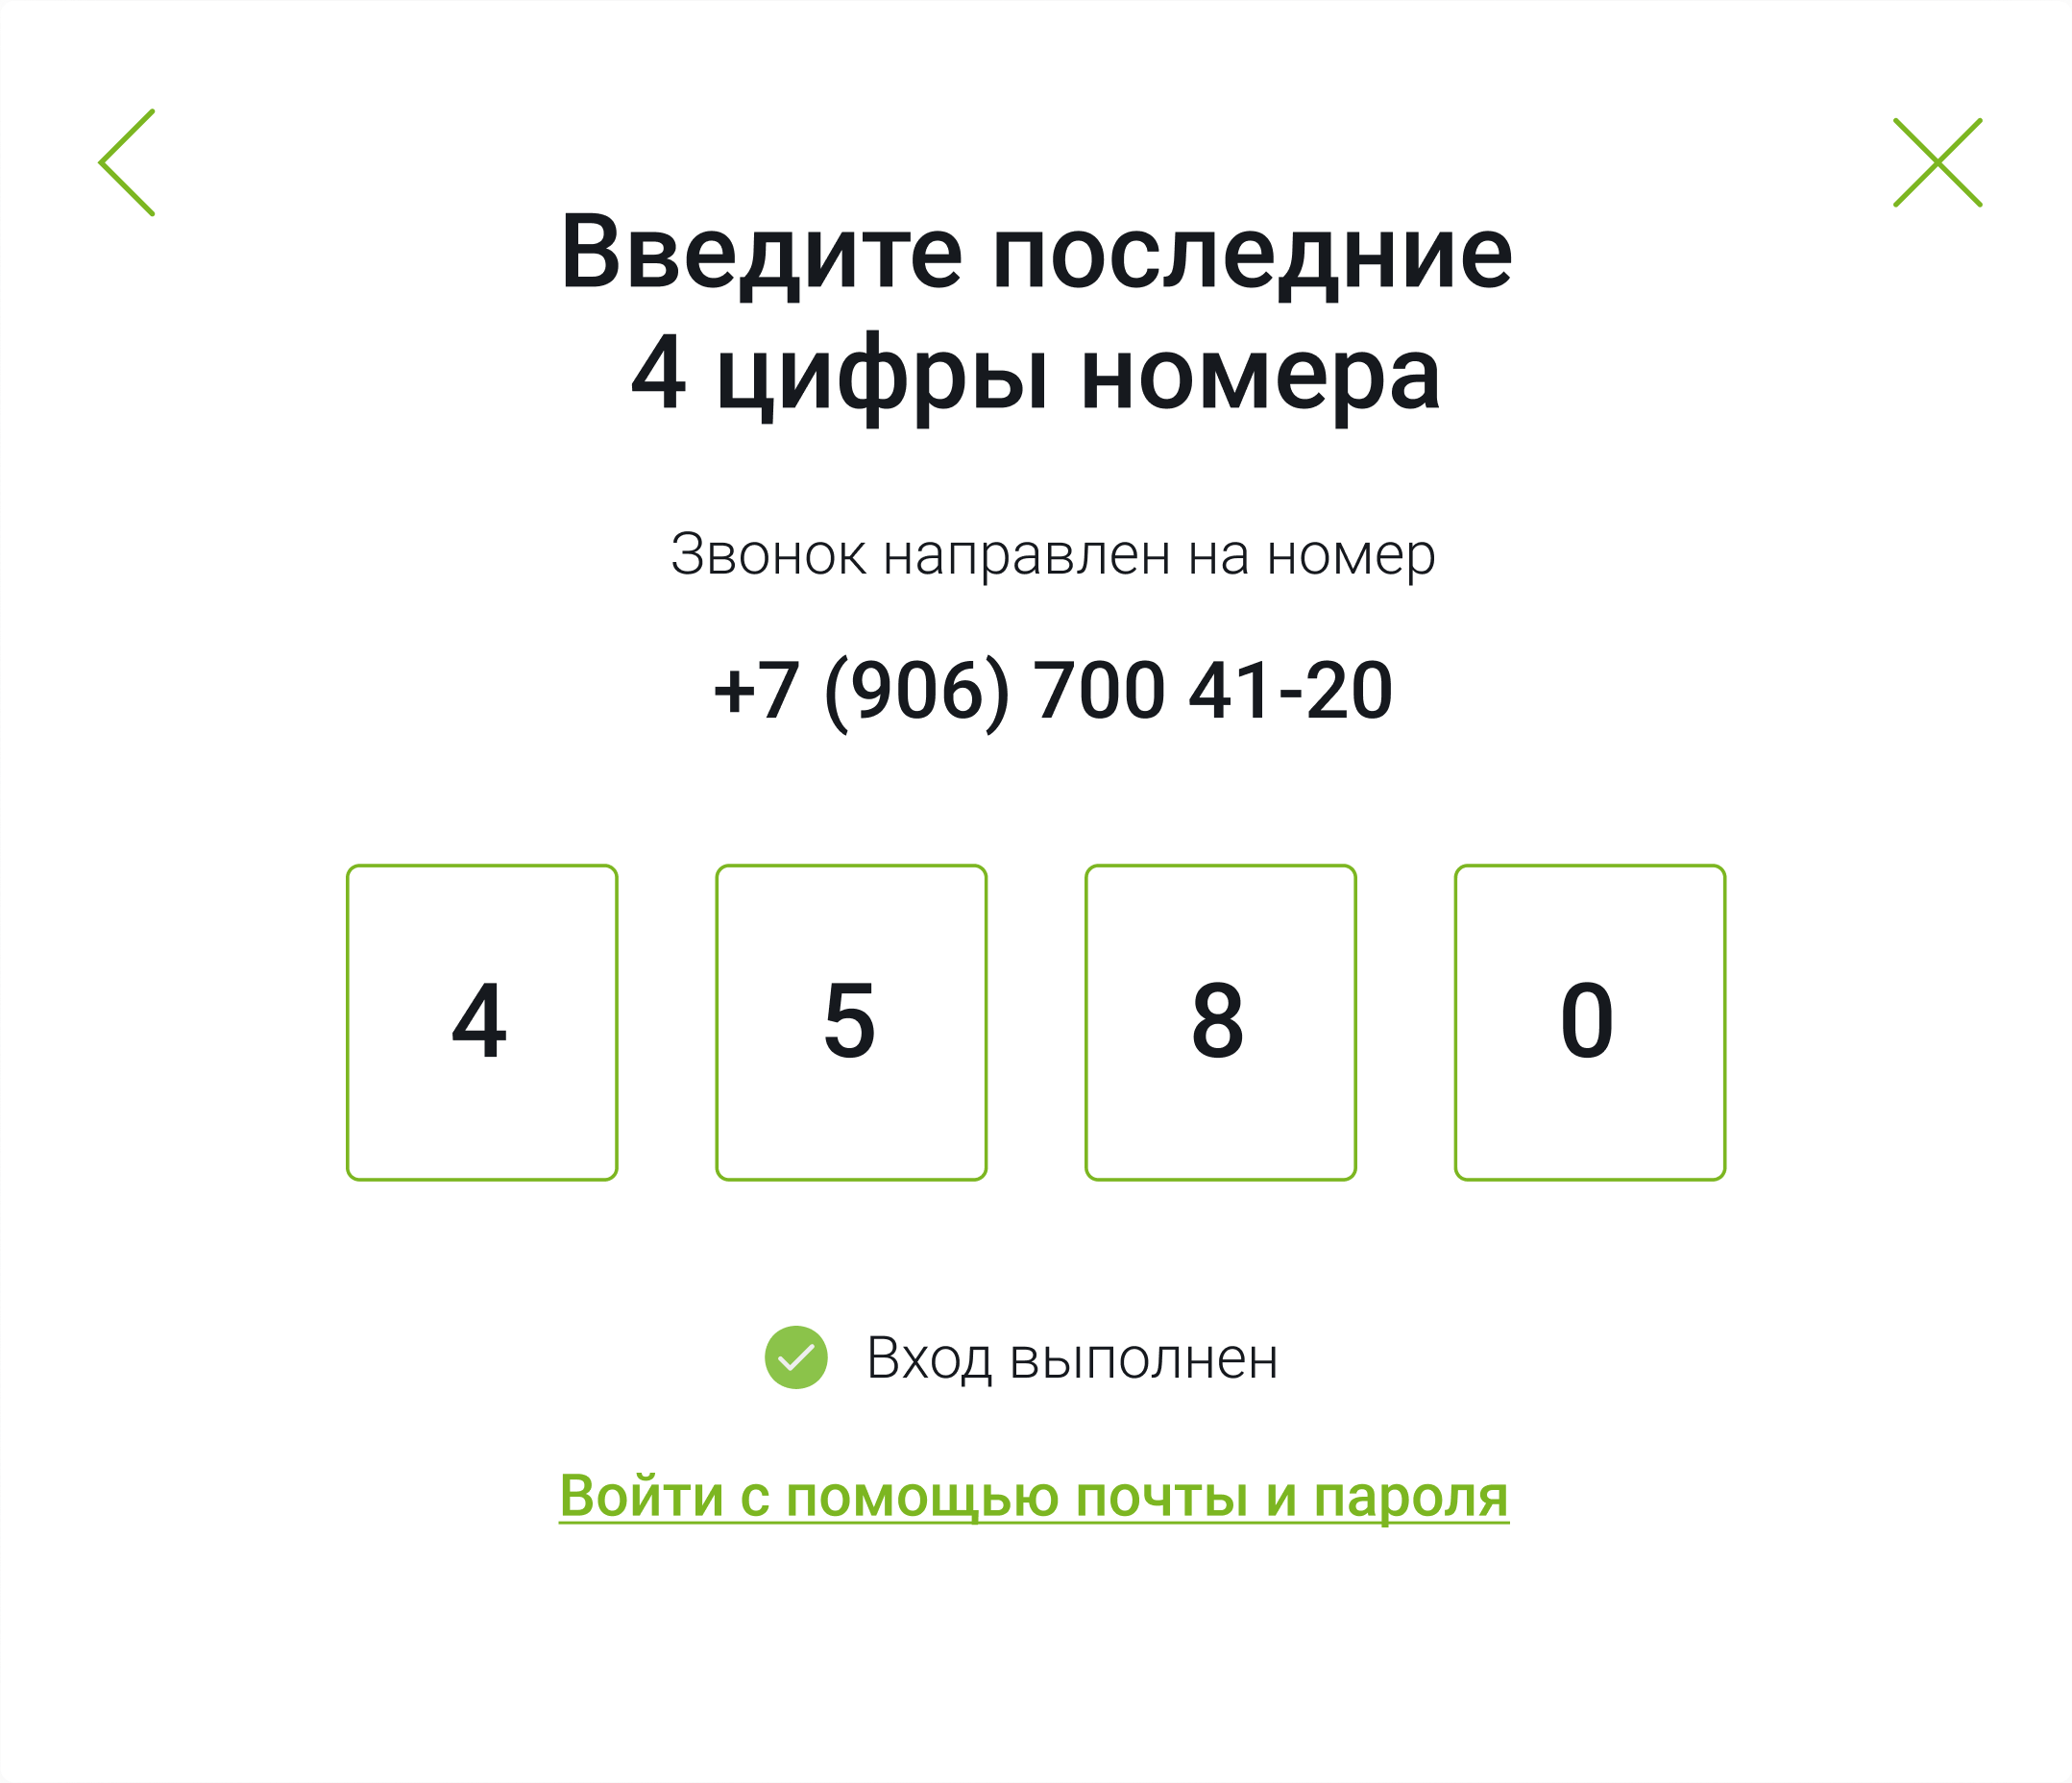 Введите последние
4 цифры номера
Звонок направлен на номер
+7 (906) 700 41-20
4 5 8 0
Вход выполнен
Войти с помощью почты и пароля